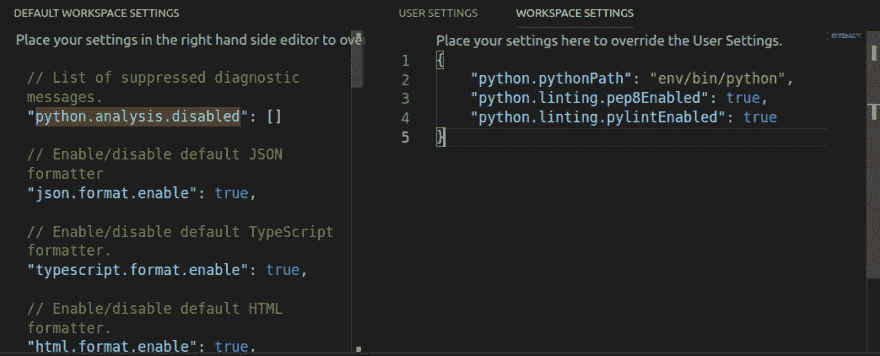 DEFAULT WORKSPACE SETTINGS
Place your settings in the right hand side editor to ove
// List of suppressed diagnostic
messages.
"python.analysis.disabled": []
// Enable/disable default JSON
formatter
"json.format.enable": true,
// Enable/disable default TypeScript
formatter.
"typescript.format.enable": true,
// Enable/disable default HTML
formatter.
"html.format.enable": true,
USER SETTINGS WORKSPACE SETTINGS
Place your settings here to override the User Settings.
1 {
2 "python.pythonPath": "env/bin/python",
3 "python.linting.pep8Enabled": true,
4 "python.linting.pylintEnabled": true
5 }